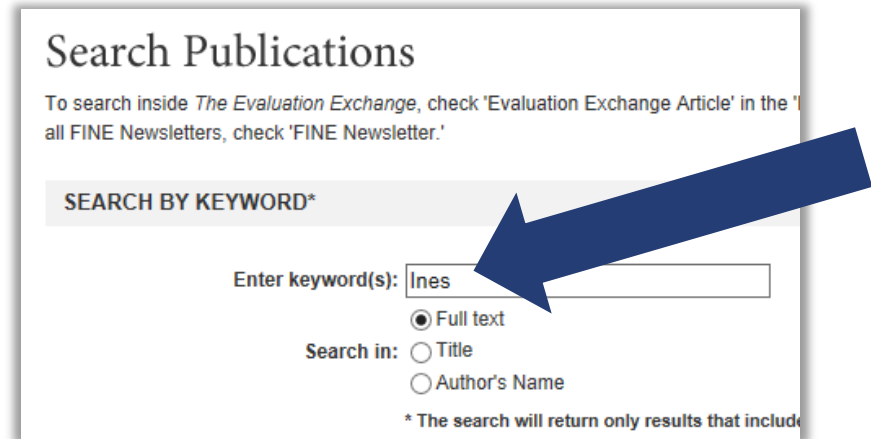 Search Publications
To search inside The Evaluation Exchange, check 'Evaluation Exchange Article' in the
all FINE Newsletters, check 'FINE Newsletter.'
SEARCH BY KEYWORD*
Enter keyword(s): Ines
Full text
Search in: Title
Author's Name
* The search will return only results that include